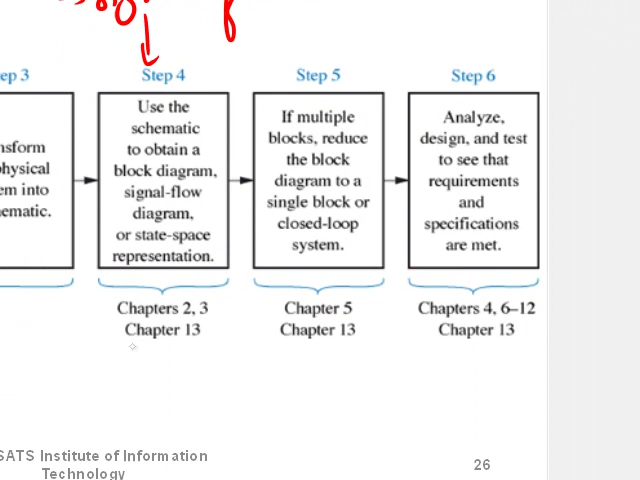 ep 3
Step 4
Step 5
Step 6
nsform
physical
em into
ematic.
Use the
schematic
to obtain a
block diagram,
signal-flow
diagram,
or state-space
representation.
If multiple
blocks, reduce
the block
diagram to a
single block or
closed-loop
system.
Analyze,
design, and test
to see that
requirements
and
specifications
are met.
Chapters 2, 3
Chapter 13
Chapter 5
Chapter 13
Chapters 4, 6–12
Chapter 13
SATS Institute of Information
Technology
26